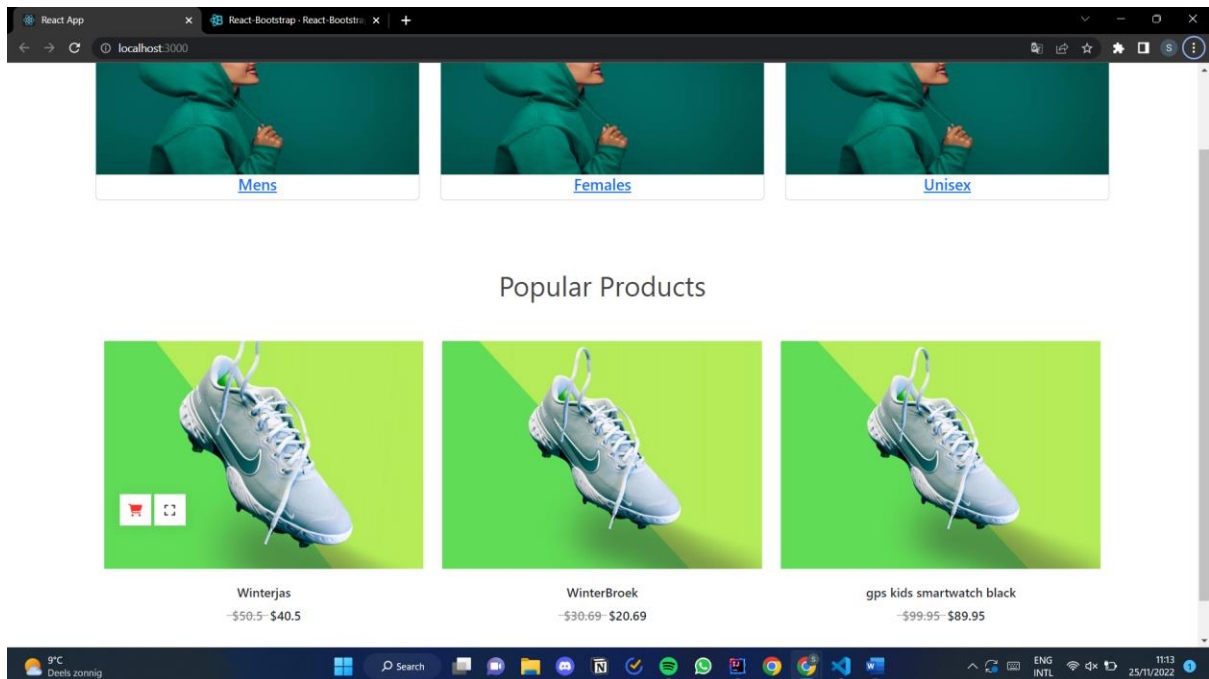 React App
React-Bootstrap · React-Bootstra
localhost:3000
S
Mens
Females
Unisex
Popular Products
Winterjas
$50.5 $40.5
WinterBroek
$30.69 $20.69
gps kids smartwatch black
$99.95 $89.95
9°C
Deels zonnig
Search
ENG
INTL
11:13
25/11/2022
1